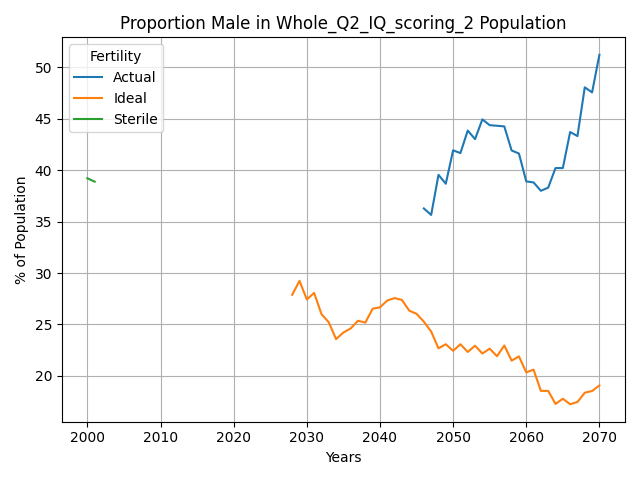 Proportion Male in Whole_Q2_IQ_scoring_2 Population
Fertility
Actual
Ideal
Sterile
% of Population
50
45
40
35
30
25
20
2000
2010
2020
2030
2040
2050
2060
2070
Years